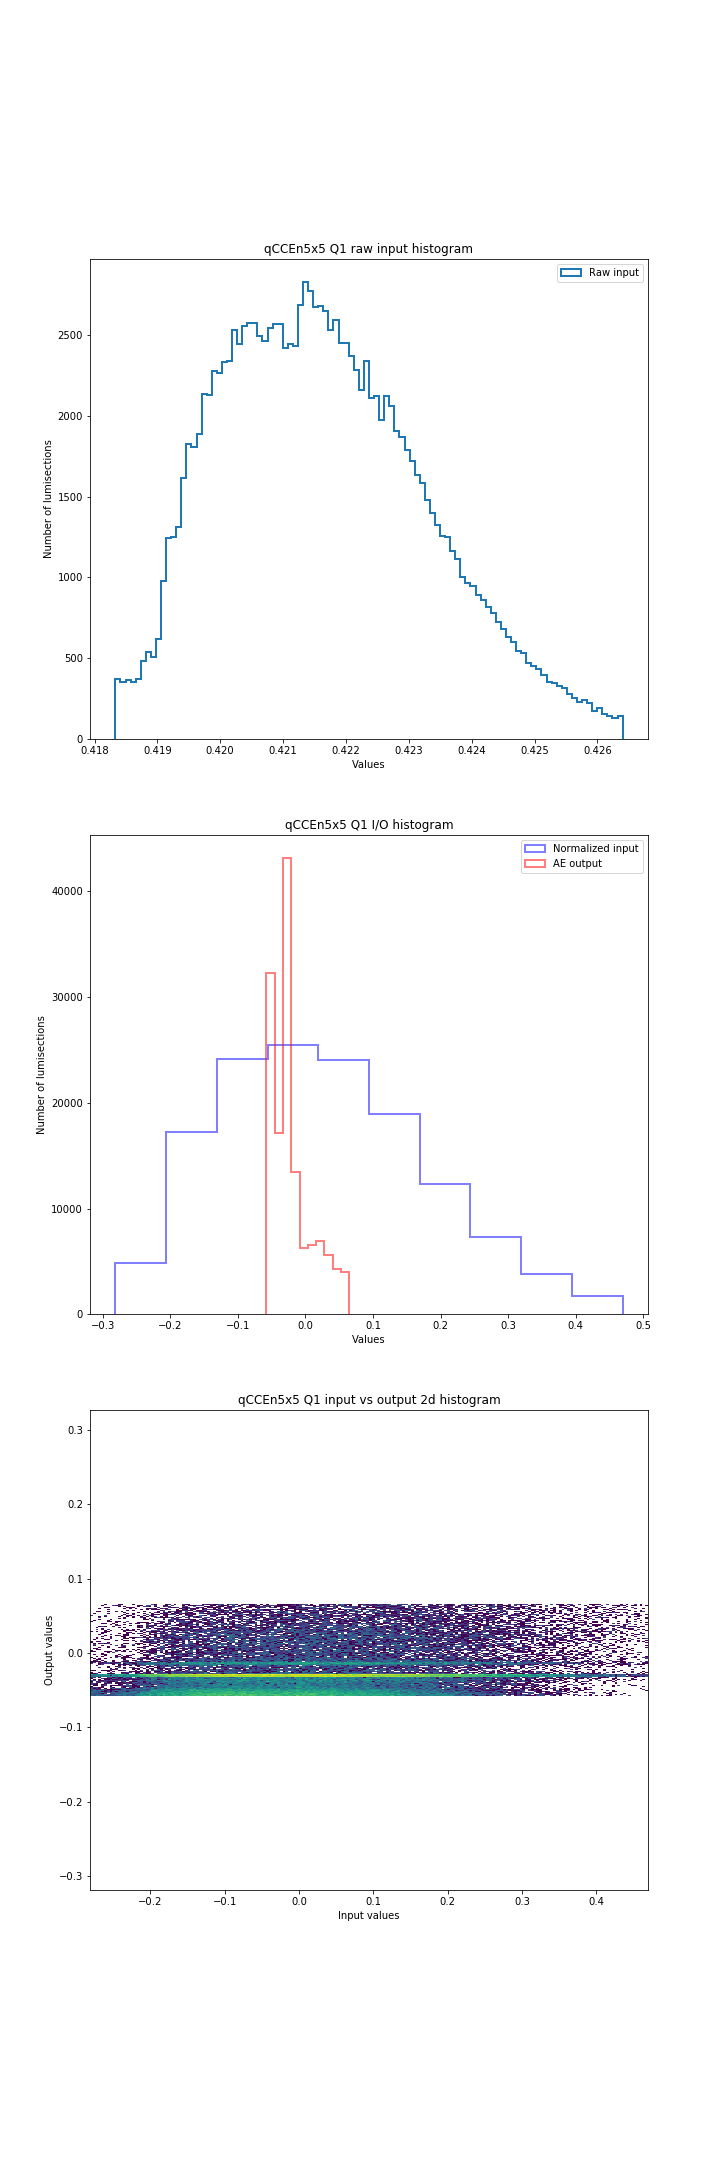 qCCEn5x5 Q1 raw input histogram
Raw input
2500
2000
1500
1000
500
0
Number of lumisections
0.418 0.419 0.420 0.421 0.422 0.423 0.424 0.425 0.426
Values
qCCEn5x5 Q1 I/O histogram
Normalized input
AE output
40000
30000
20000
10000
0
Number of lumisections
−0.3 −0.2 −0.1 0.0 0.1 0.2 0.3 0.4 0.5
Values
qCCEn5x5 Q1 input vs output 2d histogram
0.3
0.2
0.1
0.0
−0.1
−0.2
−0.3
Output values
−0.2 −0.1 0.0 0.1 0.2 0.3 0.4
Input values